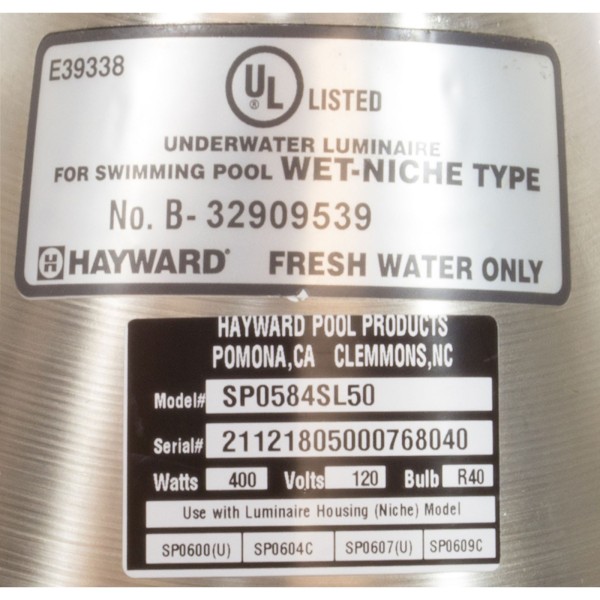 E39338
UL ® LISTED
UNDERWATER LUMINAIRE
FOR SWIMMING POOL WET-NICHE TYPE
No. B- 32909539
H HAYWARD® FRESH WATER ONLY
HAYWARD POOL PRODUCTS
POMONA,CA CLEMMONS,NC
Model# SP0584SL50
Serial# 21121805000768040
Watts 400 Volts 120 Bulb R40
Use with Luminaire Housing (Niche) Model
SP0600(U) SP0604C SP0607(U) SP0609C